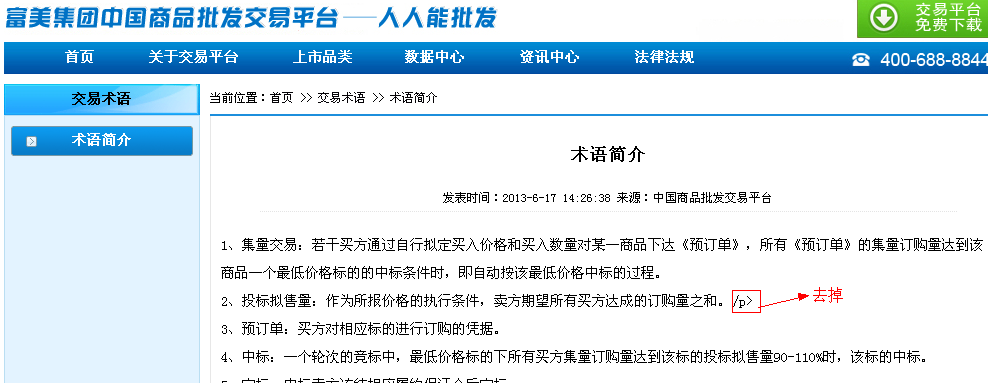 富美集团中国商品批发交易平台——人人能批发
交易平台
免费下载
首页 关于交易平台 上市品类 数据中心 资讯中心 法律法规 400-688-8844
交易术语
当前位置：首页 >> 交易术语 >> 术语简介
术语简介
术语简介
发表时间：2013-6-17 14:26:38 来源：中国商品批发交易平台
1、集量交易: 若干买方通过自行拟定买入价格和买入数量对某一商品下达《预订单》，所有《预订单》的集量订购量达到该
商品一个最低价格标的的中标条件时，即自动按该最低价格中标的过程。
2、投标拟售量: 作为所报价格的执行条件，卖方期望所有买方达成的订购量之和。/p>
去掉
3、预订单: 买方对相应标的进行订购的凭据。
4、中标: 一个轮次的竞标中，最低价格标的下所有买方集量订购量达到该标的投标拟售量90-110%时，该标的中标。